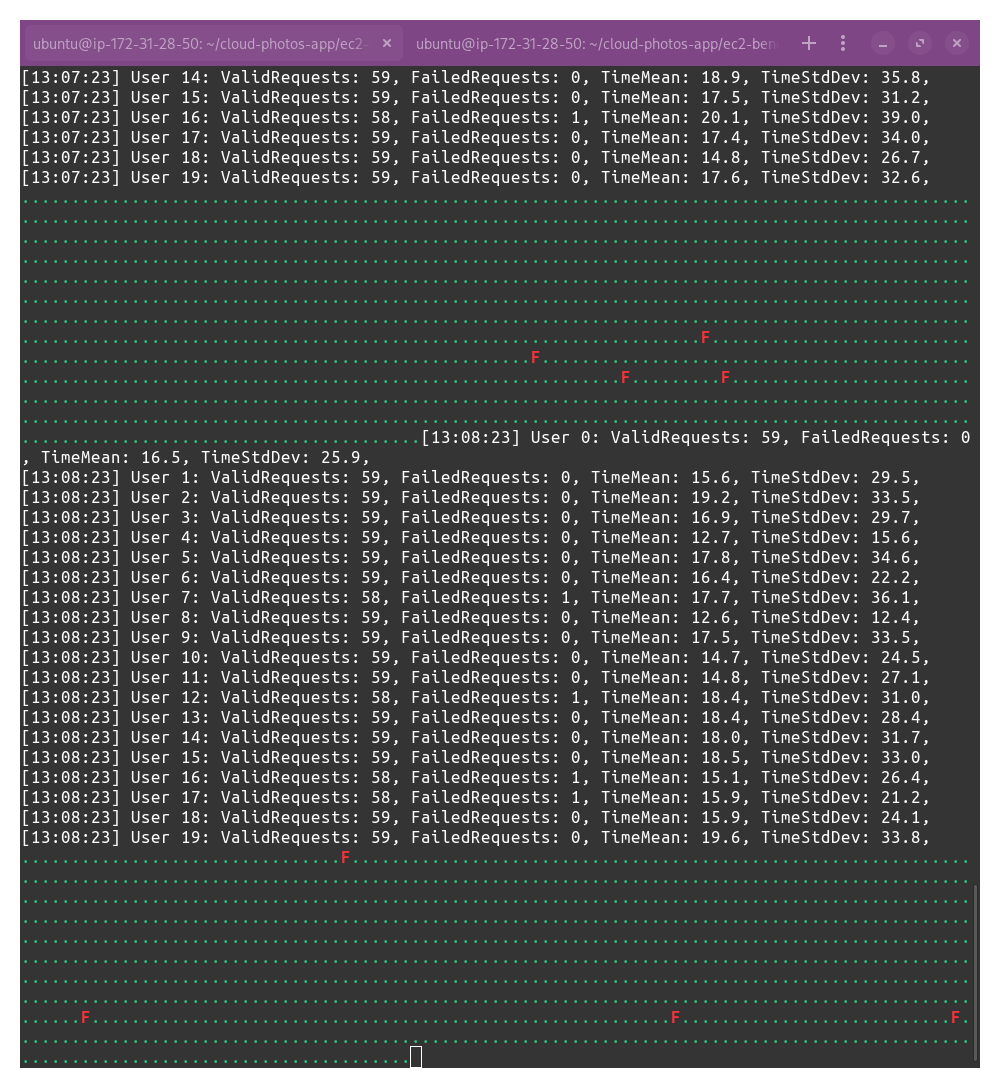 ubuntu@ip-172-31-28-50: ~/cloud-photos-app/ec2- × ubuntu@ip-172-31-28-50: ~/cloud-photos-app/ec2-ben
[13:07:23] User 14: ValidRequests: 59, FailedRequests: 0, TimeMean: 18.9, TimeStdDev: 35.8,
[13:07:23] User 15: ValidRequests: 59, FailedRequests: 0, TimeMean: 17.5, TimeStdDev: 31.2,
[13:07:23] User 16: ValidRequests: 58, FailedRequests: 1, TimeMean: 20.1, TimeStdDev: 39.0,
[13:07:23] User 17: ValidRequests: 59, FailedRequests: 0, TimeMean: 17.4, TimeStdDev: 34.0,
[13:07:23] User 18: ValidRequests: 59, FailedRequests: 0, TimeMean: 14.8, TimeStdDev: 26.7,
[13:07:23] User 19: ValidRequests: 59, FailedRequests: 0, TimeMean: 17.6, TimeStdDev: 32.6,
...............................................................................................
...............................................................................................
...............................................................................................
...............................................................................................
...............................................................................................
...............................................................................................
...............................................................................................
....................................................................F..........................
...................................................F...........................................
............................................................F.........F........................
...............................................................................................
...............................................................................................
........................................[13:08:23] User 0: ValidRequests: 59, FailedRequests: 0
, TimeMean: 16.5, TimeStdDev: 25.9,
[13:08:23] User 1: ValidRequests: 59, FailedRequests: 0, TimeMean: 15.6, TimeStdDev: 29.5,
[13:08:23] User 2: ValidRequests: 59, FailedRequests: 0, TimeMean: 19.2, TimeStdDev: 33.5,
[13:08:23] User 3: ValidRequests: 59, FailedRequests: 0, TimeMean: 16.9, TimeStdDev: 29.7,
[13:08:23] User 4: ValidRequests: 59, FailedRequests: 0, TimeMean: 12.7, TimeStdDev: 15.6,
[13:08:23] User 5: ValidRequests: 59, FailedRequests: 0, TimeMean: 17.8, TimeStdDev: 34.6,
[13:08:23] User 6: ValidRequests: 59, FailedRequests: 0, TimeMean: 16.4, TimeStdDev: 22.2,
[13:08:23] User 7: ValidRequests: 58, FailedRequests: 1, TimeMean: 17.7, TimeStdDev: 36.1,
[13:08:23] User 8: ValidRequests: 59, FailedRequests: 0, TimeMean: 12.6, TimeStdDev: 12.4,
[13:08:23] User 9: ValidRequests: 59, FailedRequests: 0, TimeMean: 17.5, TimeStdDev: 33.5,
[13:08:23] User 10: ValidRequests: 59, FailedRequests: 0, TimeMean: 14.7, TimeStdDev: 24.5,
[13:08:23] User 11: ValidRequests: 59, FailedRequests: 0, TimeMean: 14.8, TimeStdDev: 27.1,
[13:08:23] User 12: ValidRequests: 58, FailedRequests: 1, TimeMean: 18.4, TimeStdDev: 31.0,
[13:08:23] User 13: ValidRequests: 59, FailedRequests: 0, TimeMean: 18.4, TimeStdDev: 28.4,
[13:08:23] User 14: ValidRequests: 59, FailedRequests: 0, TimeMean: 18.0, TimeStdDev: 31.7,
[13:08:23] User 15: ValidRequests: 59, FailedRequests: 0, TimeMean: 18.5, TimeStdDev: 33.0,
[13:08:23] User 16: ValidRequests: 58, FailedRequests: 1, TimeMean: 15.1, TimeStdDev: 26.4,
[13:08:23] User 17: ValidRequests: 58, FailedRequests: 1, TimeMean: 15.9, TimeStdDev: 21.2,
[13:08:23] User 18: ValidRequests: 59, FailedRequests: 0, TimeMean: 15.9, TimeStdDev: 24.1,
[13:08:23] User 19: ValidRequests: 59, FailedRequests: 0, TimeMean: 19.6, TimeStdDev: 33.8,
................................F..............................................................
...............................................................................................
...............................................................................................
...............................................................................................
...............................................................................................
...............................................................................................
...............................................................................................
...............................................................................................
......F..........................................................F...........................F.
...............................................................................................
.......................................